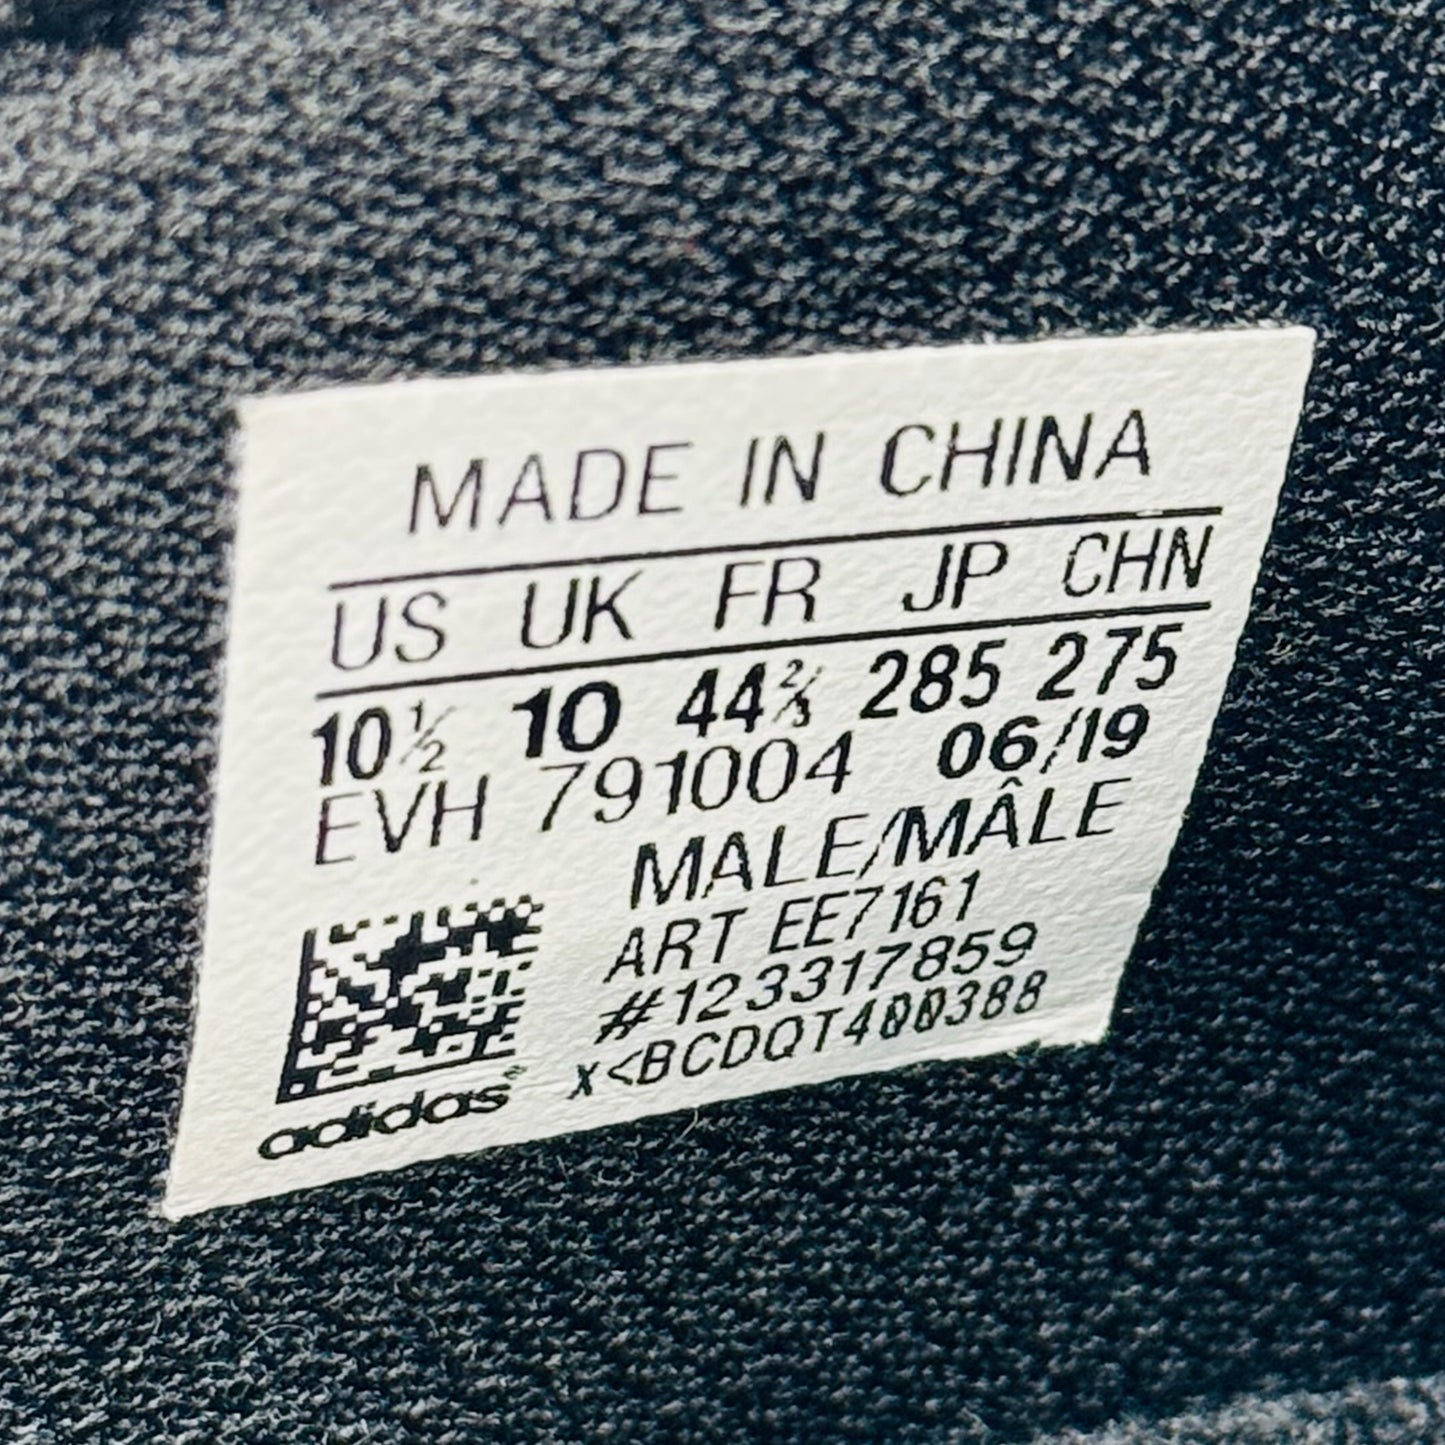 MADE IN CHINA
US UK FR JP CHN
10½ 10 44⅔ 285 275
EVH 791004 06/19
MALE/MÂLE
ART EE7161
#123317859
x<BCDQT400388
adidas®